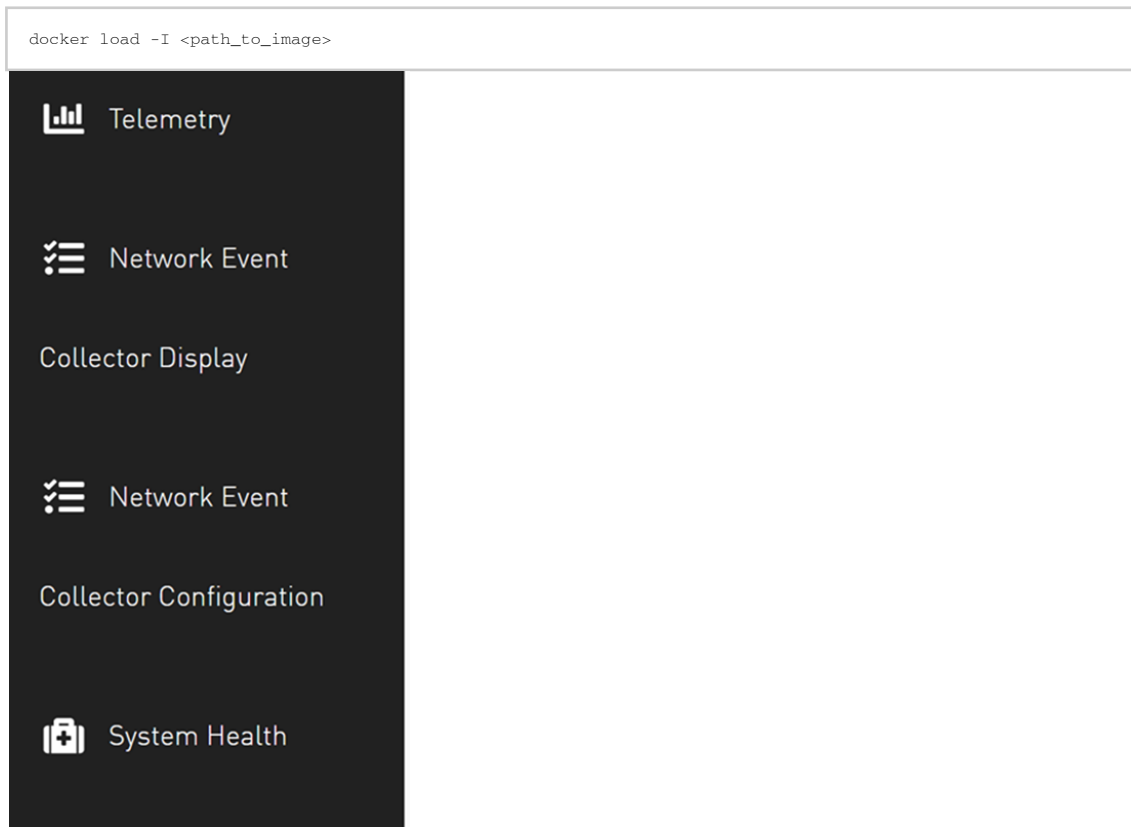 docker load -I <path_to_image>
Telemetry
Network Event
Collector Display
Network Event
Collector Configuration
System Health